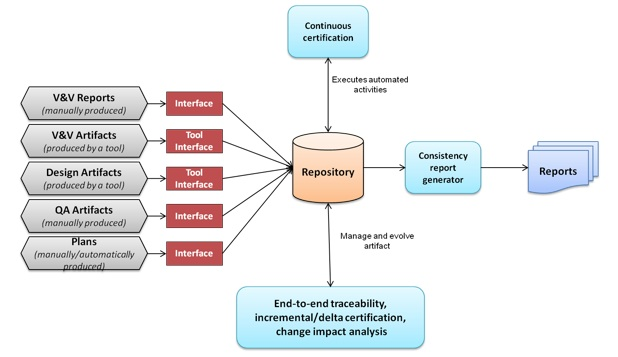 Continuous
certification
Executes automated
activities
V&V Reports
(manually produced)
Interface
V&V Artifacts
(produced by a tool)
Tool
Interface
Design Artifacts
(produced by a tool)
Tool
Interface
QA Artifacts
(manually produced)
Interface
Plans
(manually/automatically
produced)
Interface
Repository
Consistency
report
generator
Reports
Manage and evolve
artifact
End-to-end traceability,
incremental/delta certification,
change impact analysis